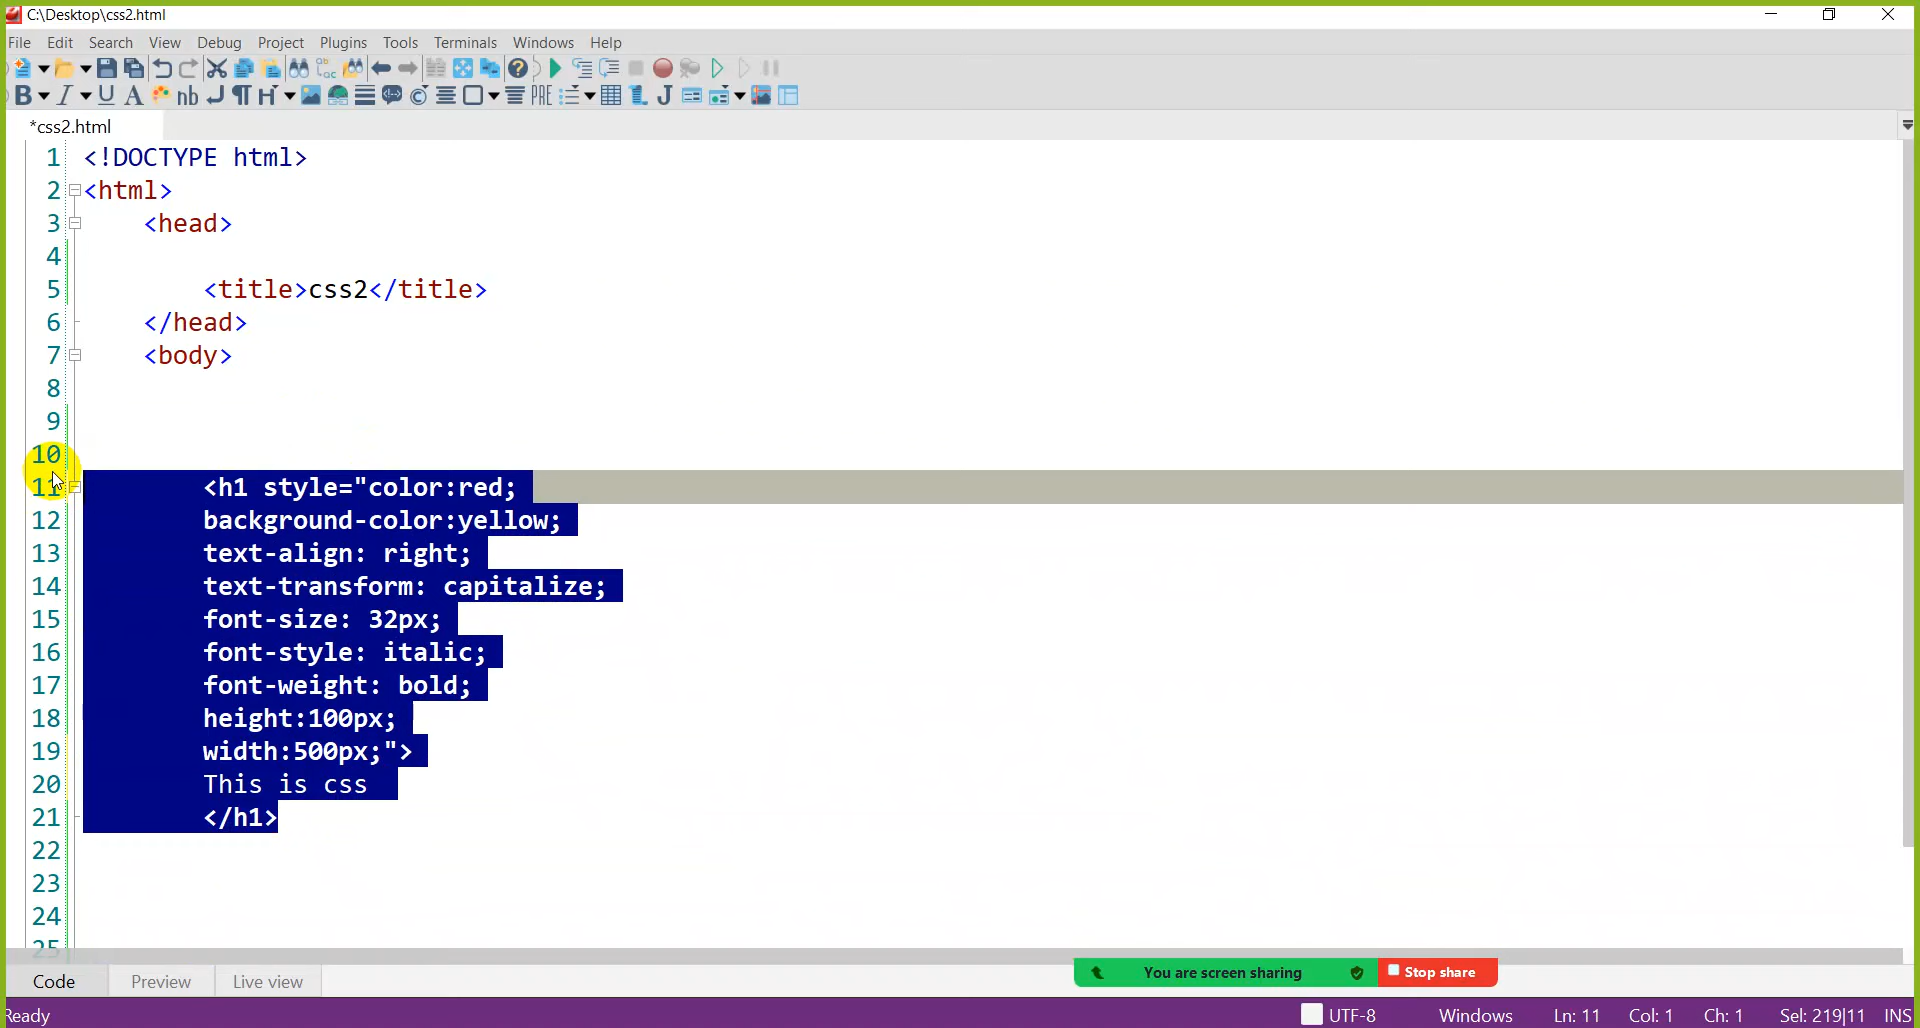 C:\Desktop\css2.html
File Edit Search View Debug Project Plugins Tools Terminals Windows Help
B I U A nb H PRE J
*css2.html
1 <!DOCTYPE html>
2 <html>
3 <head>
4
5 <title>css2</title>
6 </head>
7 <body>
8
9
10
11 <h1 style="color:red;
12 background-color:yellow;
13 text-align: right;
14 text-transform: capitalize;
15 font-size: 32px;
16 font-style: italic;
17 font-weight: bold;
18 height:100px;
19 width:500px;">
20 This is css
21 </h1>
22
23
24
25
Code Preview Live view
You are screen sharing Stop share
Ready UTF-8 Windows Ln: 11 Col: 1 Ch: 1 Sel: 219|11 INS